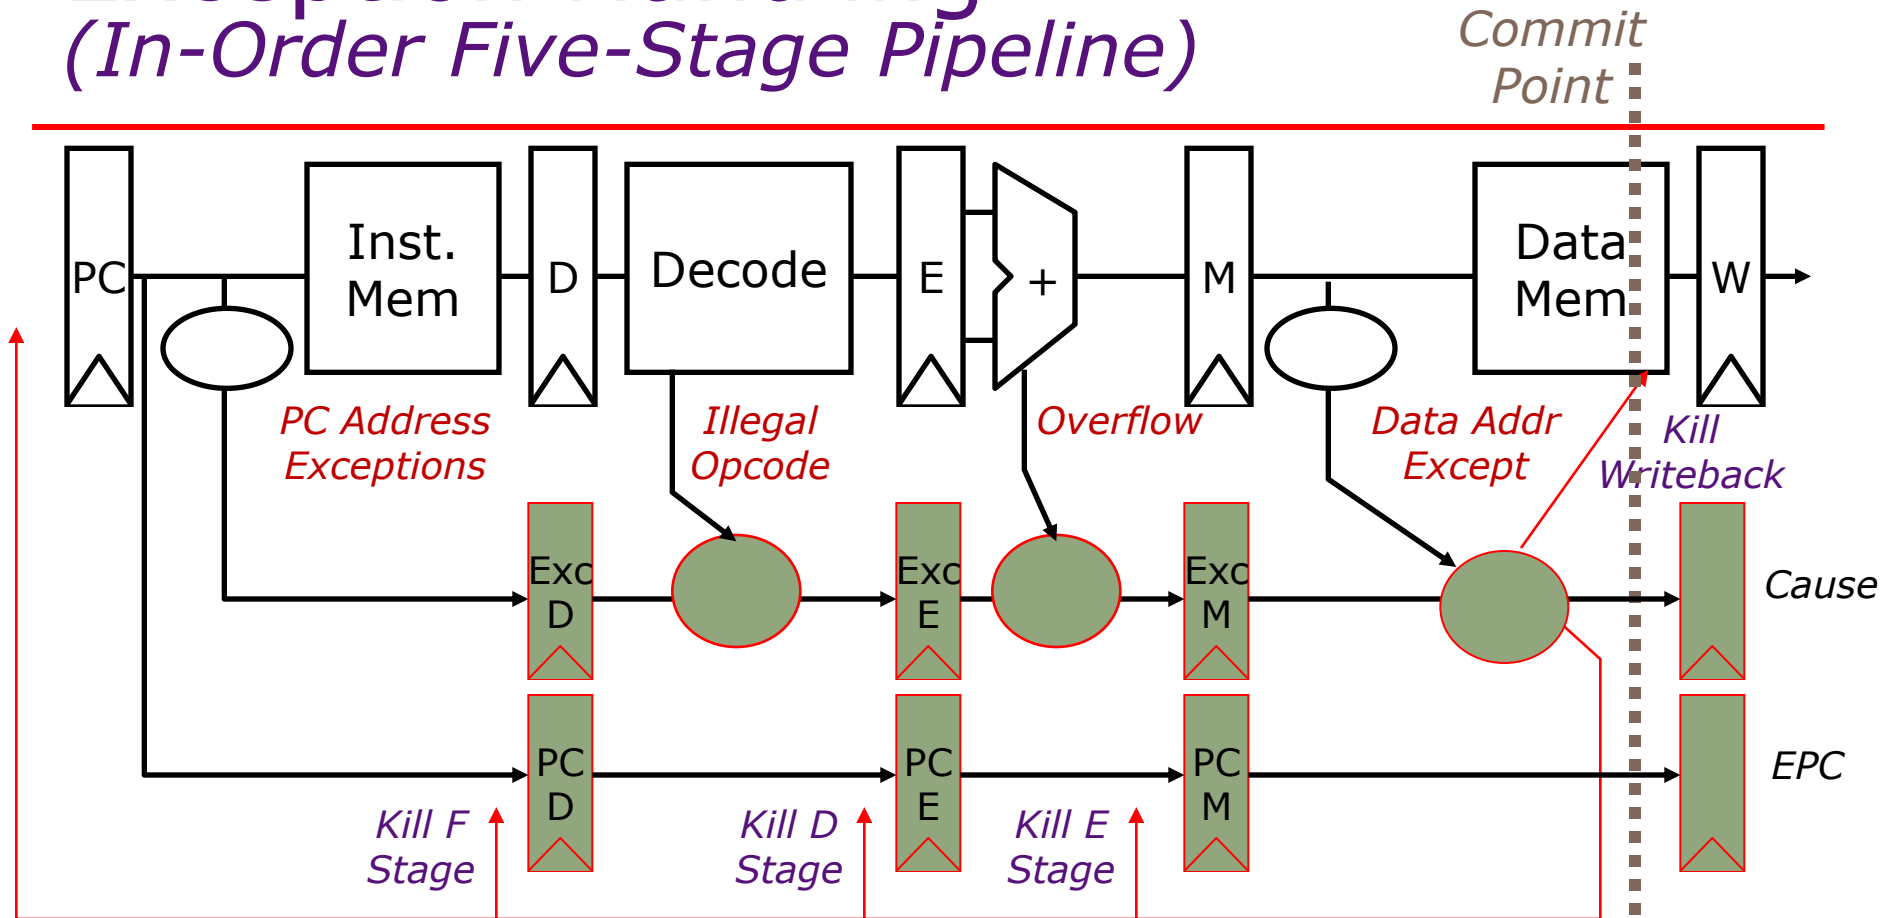 (In-Order Five-Stage Pipeline)
Commit
Point
PC
Inst.
Mem
D
Decode
E
+
M
Data
Mem
W
PC Address
Exceptions
Illegal
Opcode
Overflow
Data Addr
Except
Kill
Writeback
Exc
D
Exc
E
Exc
M
Cause
PC
D
PC
E
PC
M
EPC
Kill F
Stage
Kill D
Stage
Kill E
Stage